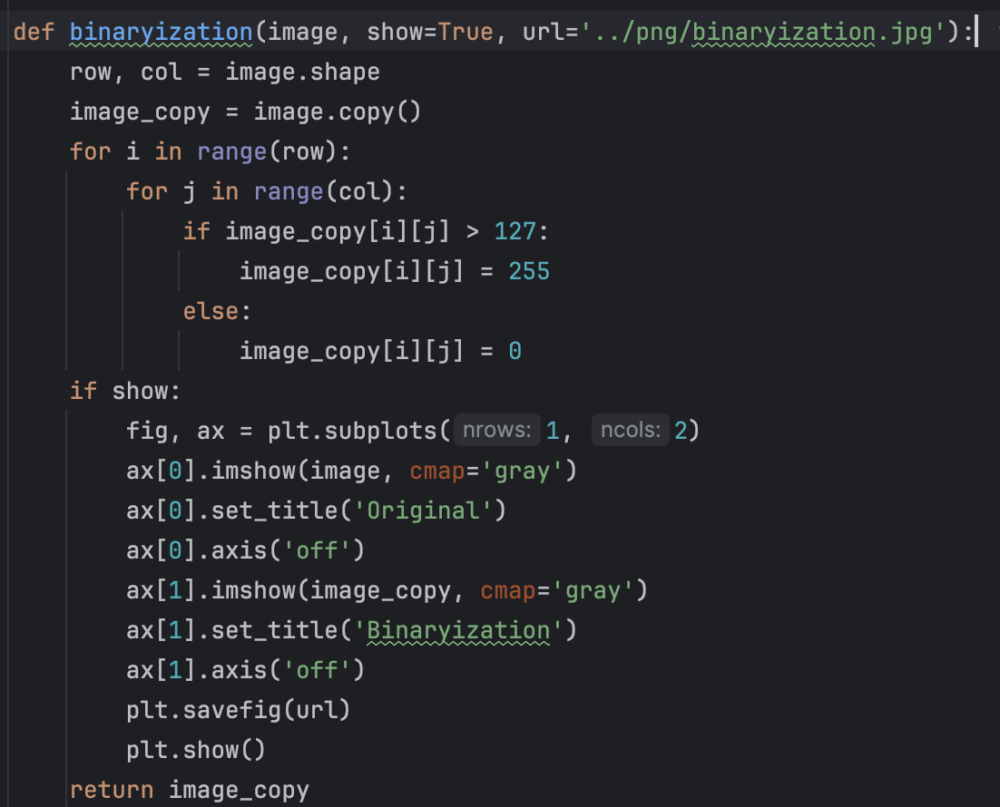 def binaryization(image, show=True, url='../png/binaryization.jpg'):
    row, col = image.shape
    image_copy = image.copy()
    for i in range(row):
        for j in range(col):
            if image_copy[i][j] > 127:
                image_copy[i][j] = 255
            else:
                image_copy[i][j] = 0
    if show:
        fig, ax = plt.subplots( nrows: 1,  ncols: 2)
        ax[0].imshow(image, cmap='gray')
        ax[0].set_title('Original')
        ax[0].axis('off')
        ax[1].imshow(image_copy, cmap='gray')
        ax[1].set_title('Binaryization')
        ax[1].axis('off')
        plt.savefig(url)
        plt.show()
    return image_copy